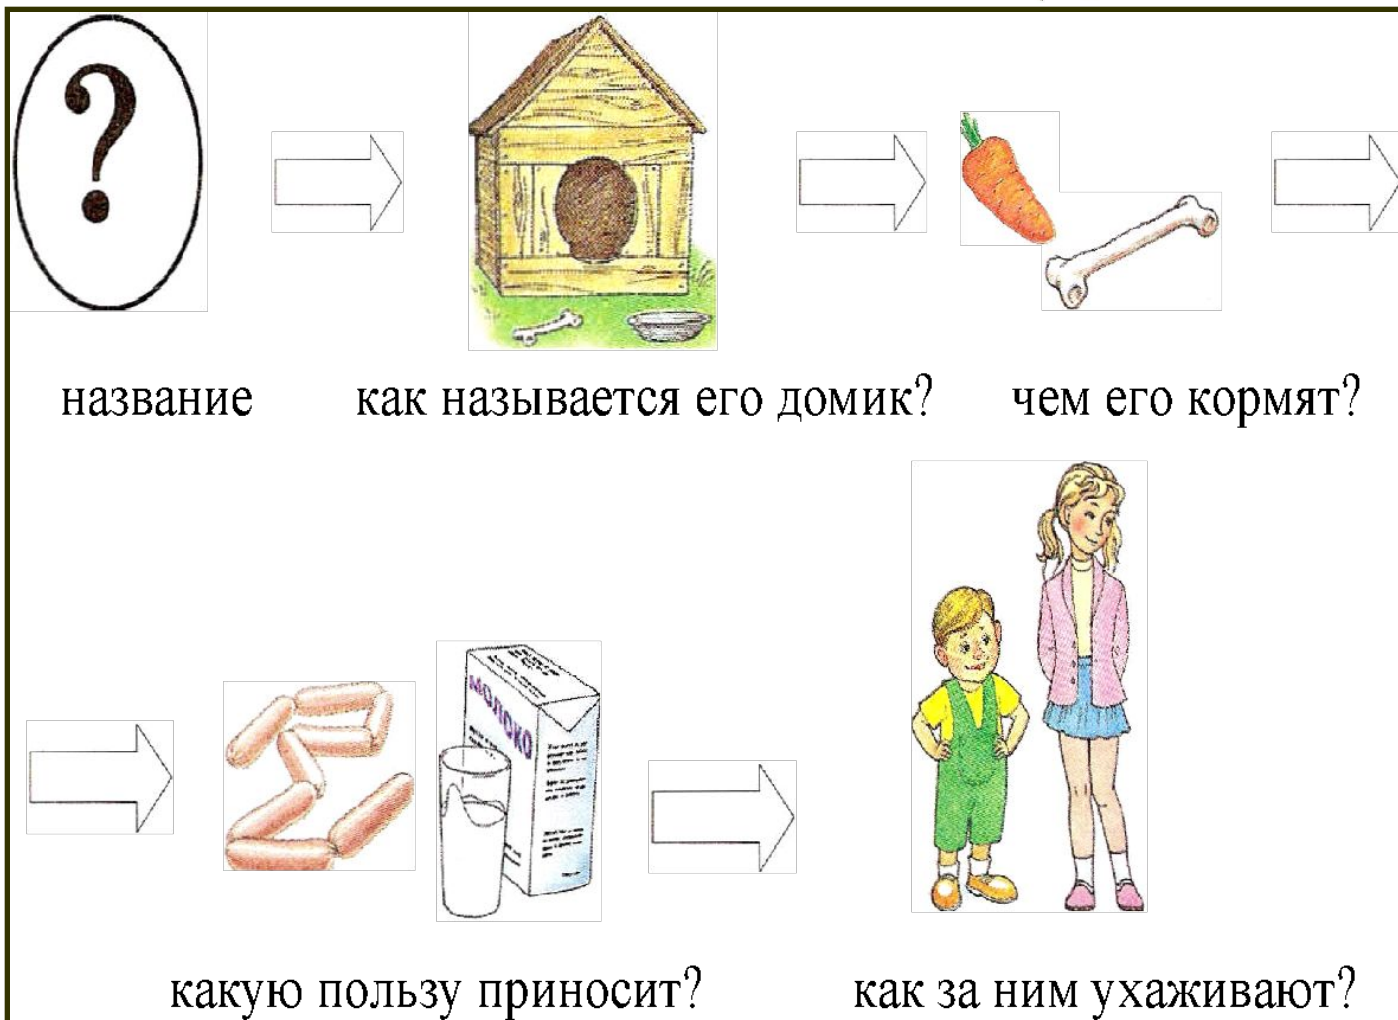 ?
название как называется его домик? чем его кормят?
МОЛОКО
какую пользу приносит? как за ним ухаживают?